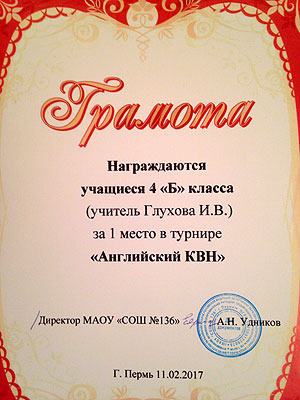 Грамота
Награждаются
учащиеся 4 «Б» класса
(учитель Глухова И.В.)
за 1 место в турнире
«Английский КВН»
Директор МАОУ «СОШ №136» А.Н. Удников
Г. Пермь 11.02.2017